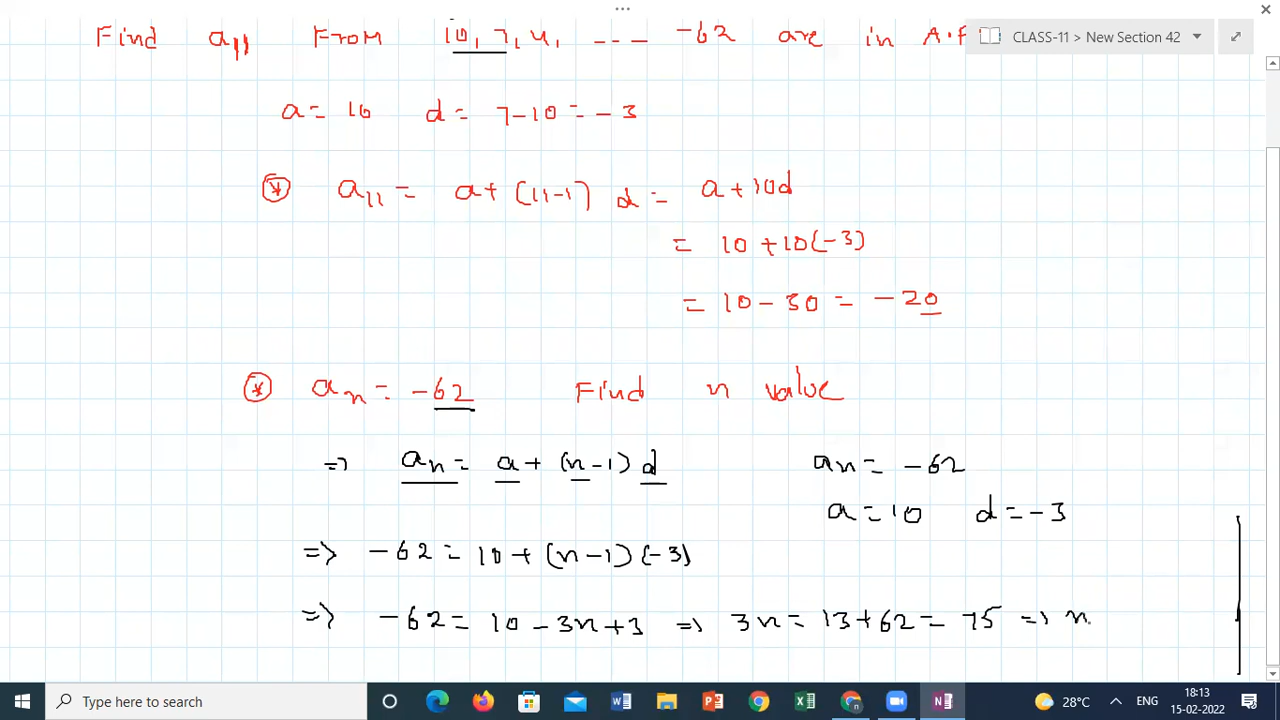 ...
CLASS-11 > New Section 42
Find a11 From 10, 7, 4, --- -62 are in A.P
a = 10 d = 7-10 = -3
* a11 = a+ (11-1) d = a+10d
= 10 +10(-3)
= 10 - 30 = -20
* an = -62 Find n value
=> an = a+ (n-1) d
an = -62
a = 10 d = -3
=> -62 = 10 + (n-1) (-3)
=> -62 = 10 - 3n + 3 => 3n = 13+62 = 75 => n
Type here to search
28°C
ENG
18:13
15-02-2022